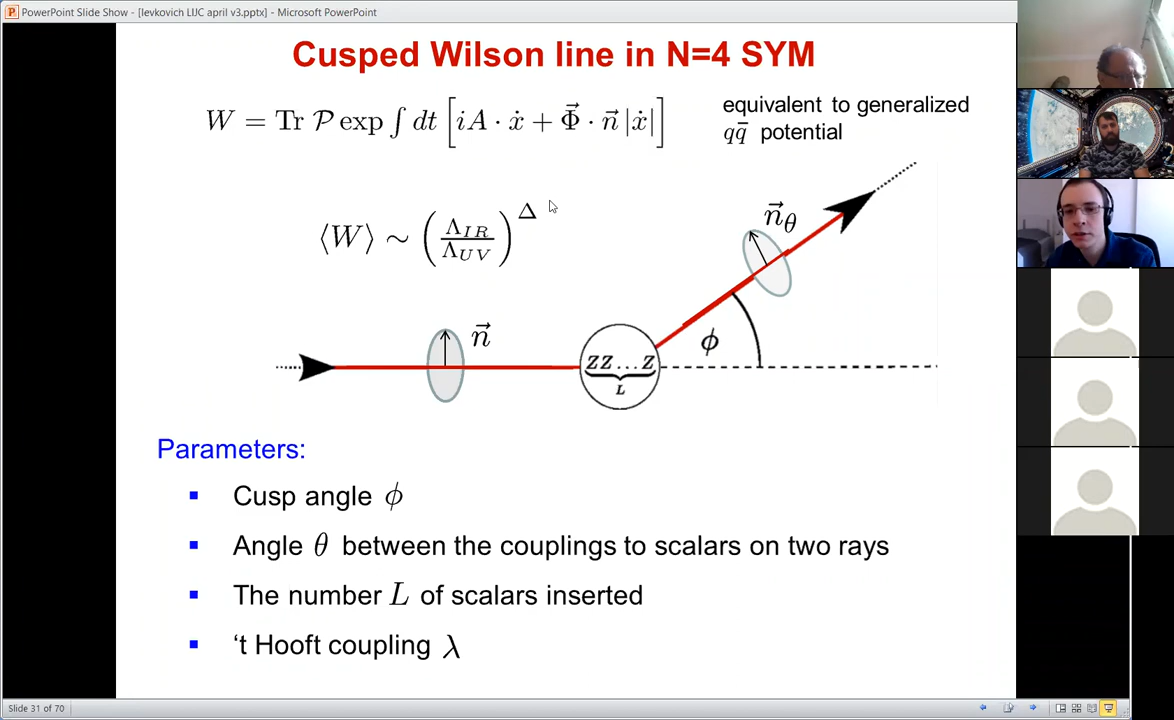 PowerPoint Slide Show - [levkovich LIJC april v3.pptx] - Microsoft PowerPoint
Cusped Wilson line in N=4 SYM
W = Tr P exp ∫ dt [iA · ẋ + Φ⃗ · n⃗ |ẋ|]
equivalent to generalized
qq̄ potential
⟨W⟩ ∼ (Λ_IR / Λ_UV)^Δ
n⃗_θ
n⃗
ϕ
ZZ...Z
L
Parameters:
▪ Cusp angle ϕ
▪ Angle θ between the couplings to scalars on two rays
▪ The number L of scalars inserted
▪ ‘t Hooft coupling λ
Slide 31 of 70